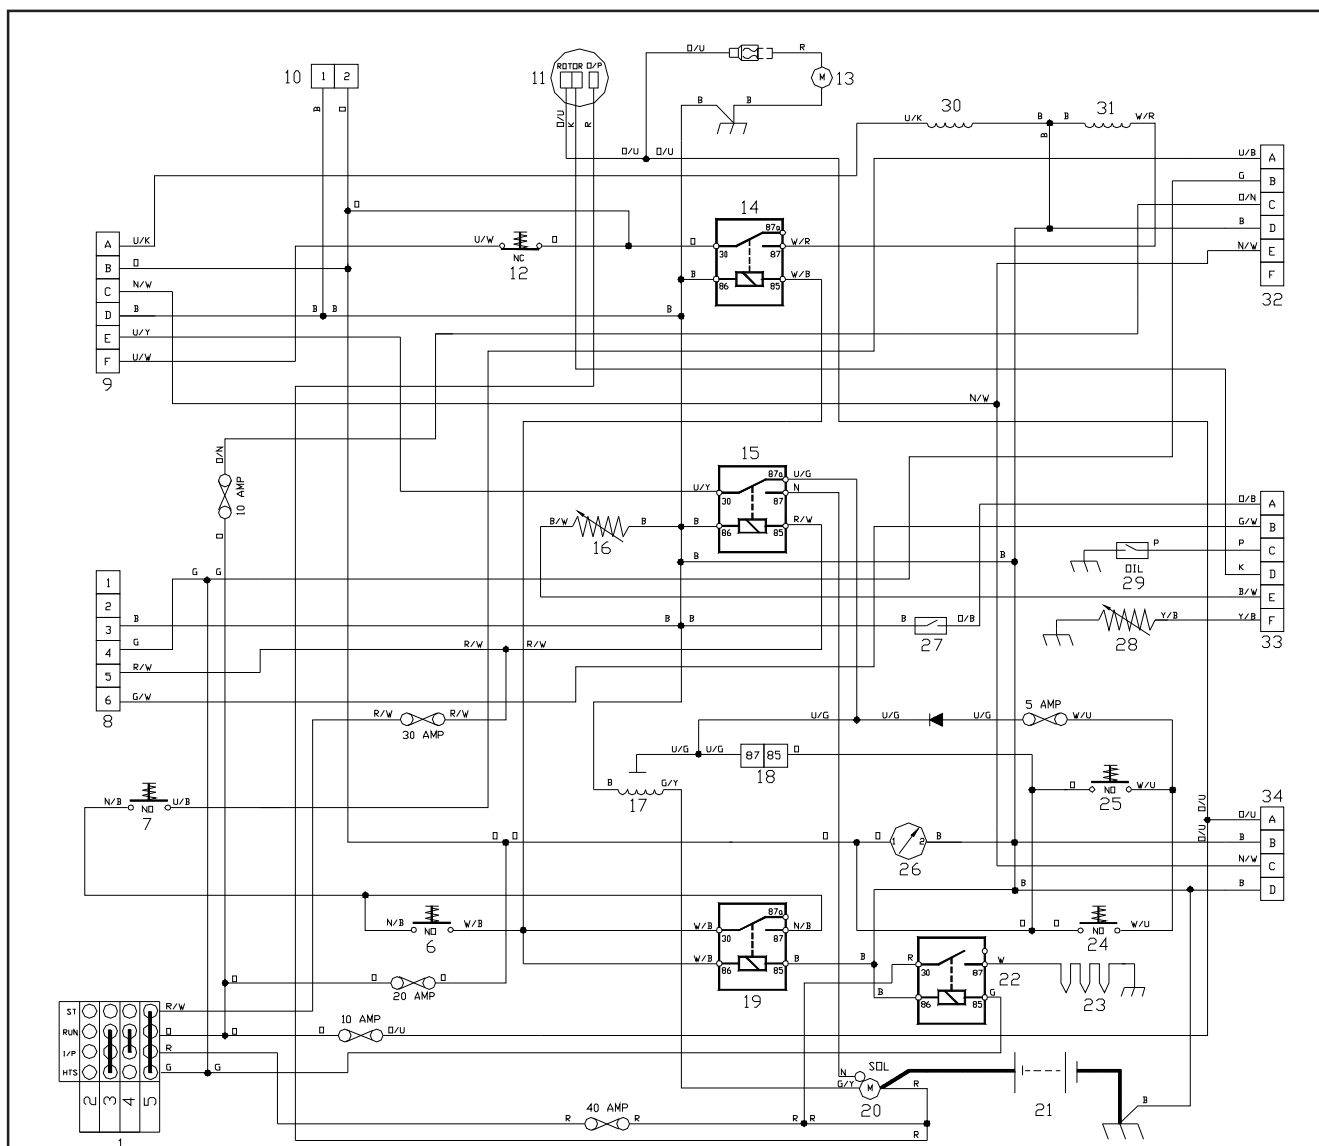 D/U
R
10
1
2
11
ROTOR D/P
M
13
B
O
D/U
K
R
B
B
30
31
U/K
B
B
W/R
B
D/U
D/U
U/B
A
G
B
O/N
C
B
D
N/W
E
F
32
O
14
87a
A
U/K
U/W
O
O
30
87
W/R
NC
12
B
O
B
86
85
W/B
C
N/W
D
B
B
B
B
E
U/Y
F
U/W
9
N/W
O/N
10 AMP
O
15
87a
U/G
U/Y
30
87
N
B/W
B
B
86
85
R/W
16
O/B
A
G/W
B
P
P
C
OIL
29
K
D
B/W
E
Y/B
Y/B
F
28
33
B
B
1
G
G
2
3
B
B
B
B
O/B
27
4
G
R/W
R/W
5
R/W
6
G/W
8
R/W
R/W
30 AMP
U/G
U/G
U/G
5 AMP
W/U
U/G
U/G
87
85
O
18
B
G/Y
17
O
NO
W/U
25
N/B
U/B
NO
7
34
O/U
O/U
O/U
A
O
O
O
O
1
2
B
B
B
26
N/W
C
B
B
D
N/B
W/B
NO
6
87a
W/B
30
87
N/B
W/B
86
85
B
B
19
O
O
NO
W/U
24
R
30
87
W
22
B
86
85
G
23
O
O
O
20 AMP
ST
R/W
RUN
O
O
O
10 AMP
O/U
I/P
R
HTS
G
G
2
3
4
5
1
N
SOL
G/Y
M
R
20
21
B
R
40 AMP
R
R
R
R